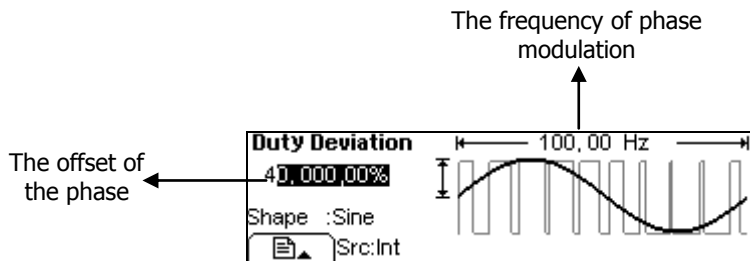 The frequency of phase
modulation
Duty Deviation
100,00 Hz
The offset of
the phase
40,000,00%
Shape :Sine
Src:Int